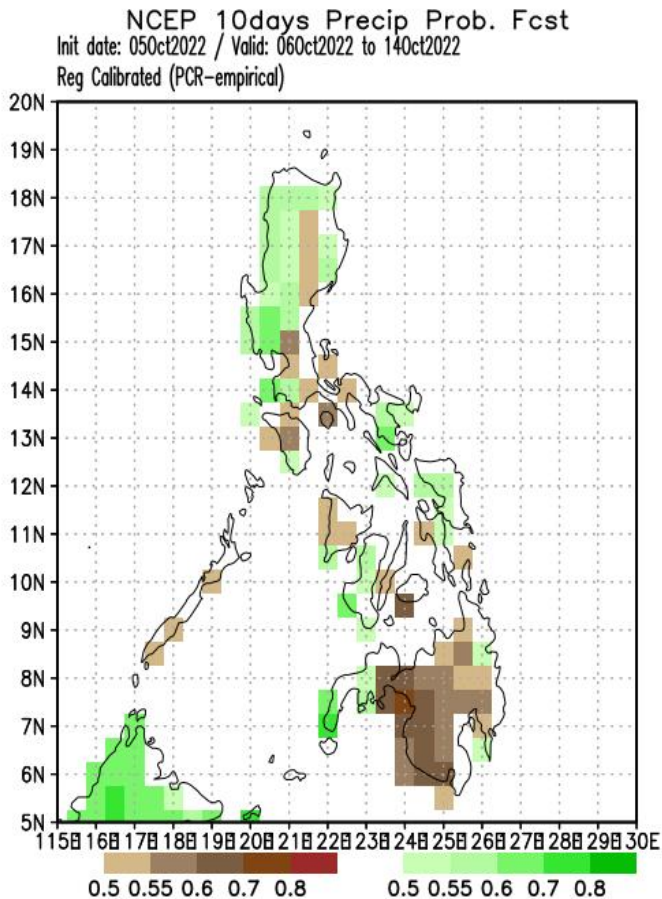 NCEP 10days Precip Prob. Fcst
Init date: 05Oct2022 / Valid: 06Oct2022 to 14Oct2022
Reg Calibrated (PCR-empirical)
20N
19N
18N
17N
16N
15N
14N
13N
12N
11N
10N
9N
8N
7N
6N
5N
115E 116E 117E 118E 119E 120E 121E 122E 123E 124E 125E 126E 127E 128E 129E 130E
0.5 0.55 0.6 0.7 0.8 0.5 0.55 0.6 0.7 0.8